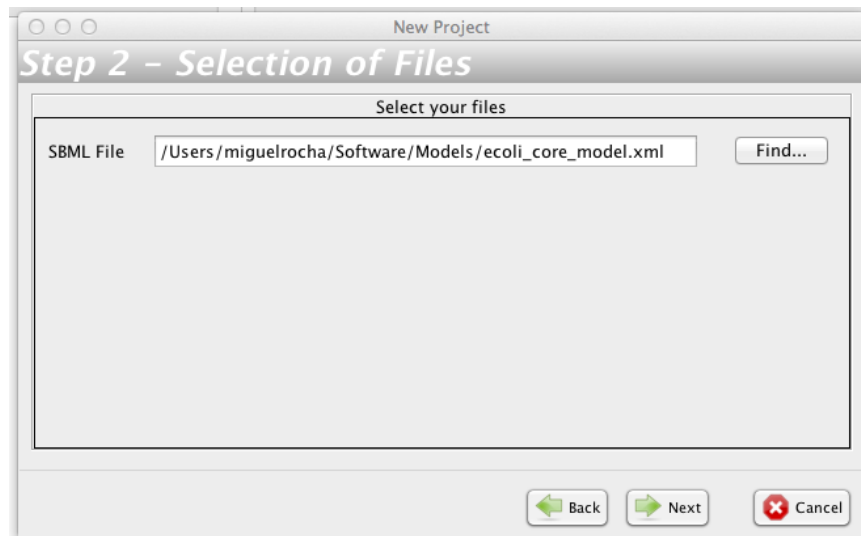 New Project
Step 2 – Selection of Files
Select your files
SBML File /Users/miguelrocha/Software/Models/ecoli_core_model.xml Find...
Back Next Cancel